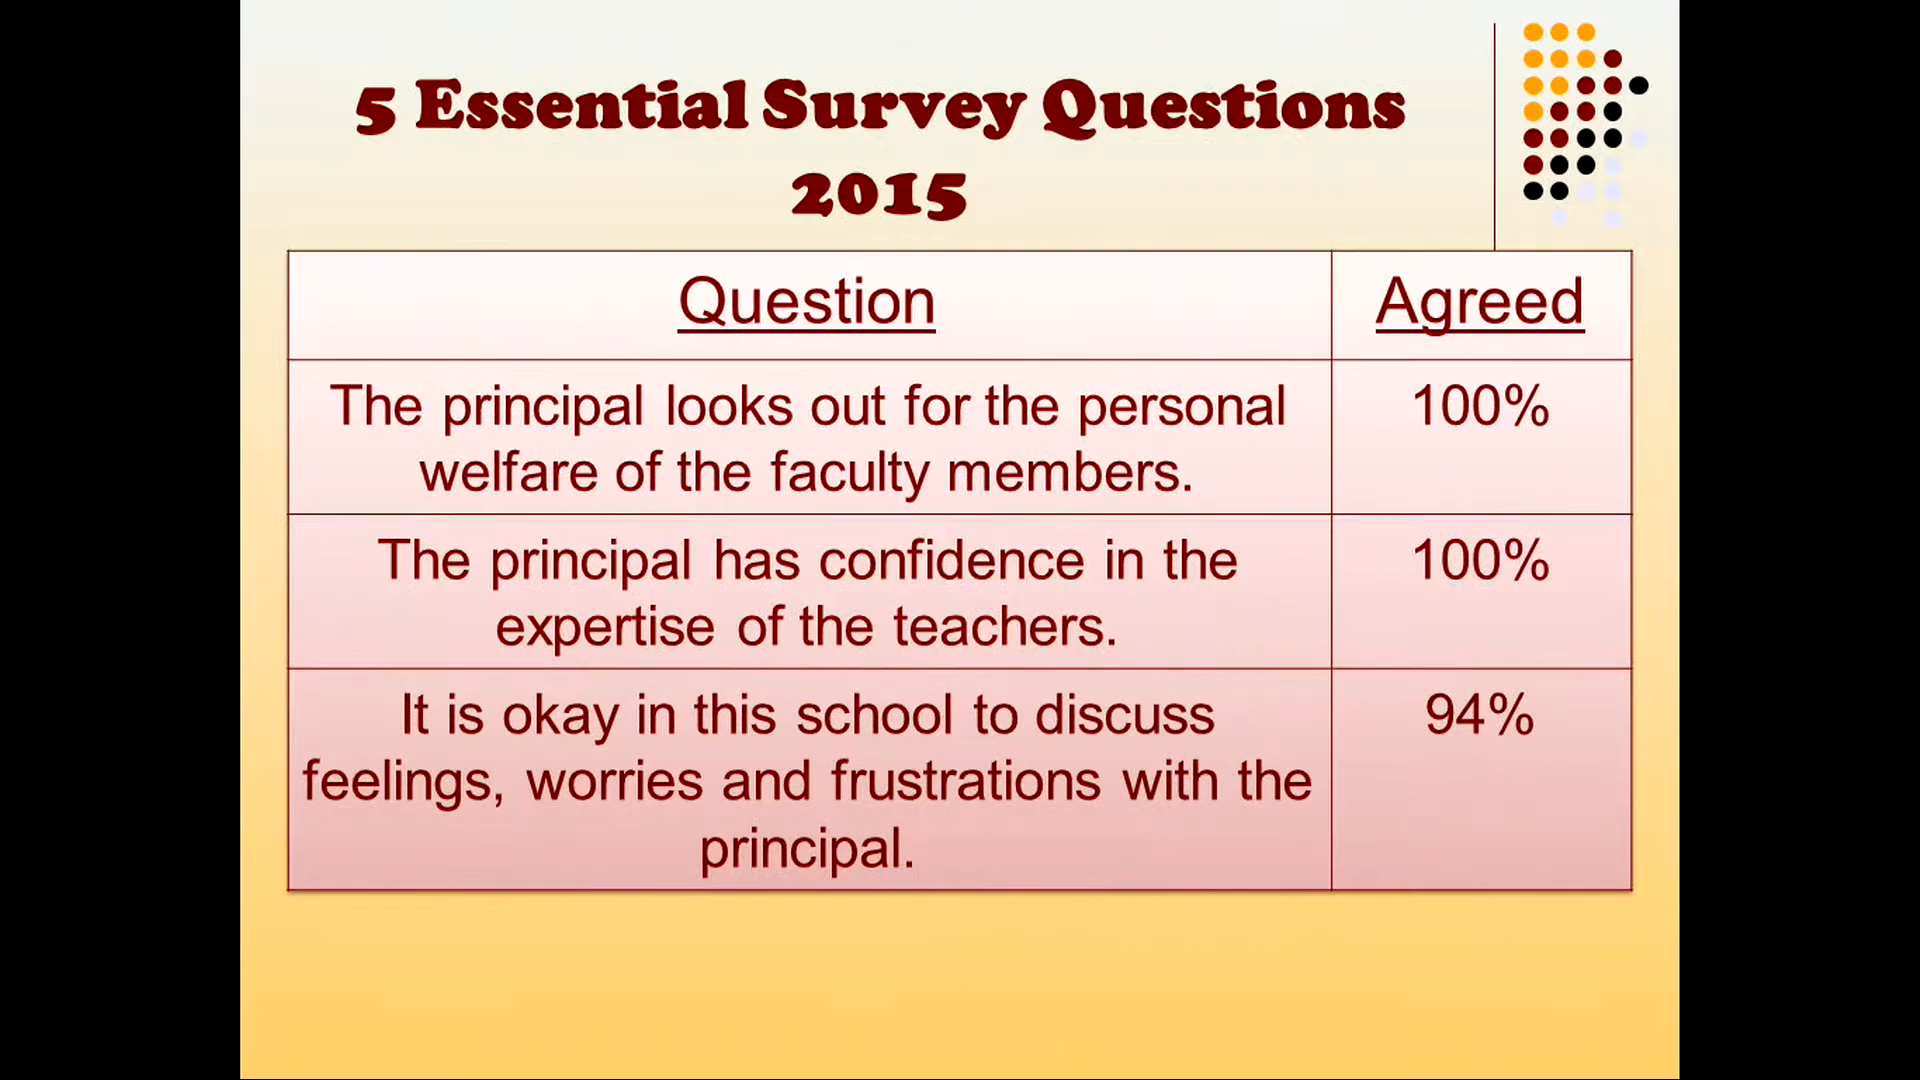 5 Essential Survey Questions
2015
Question
Agreed
The principal looks out for the personal
welfare of the faculty members.
100%
The principal has confidence in the
expertise of the teachers.
100%
It is okay in this school to discuss
feelings, worries and frustrations with the
principal.
94%